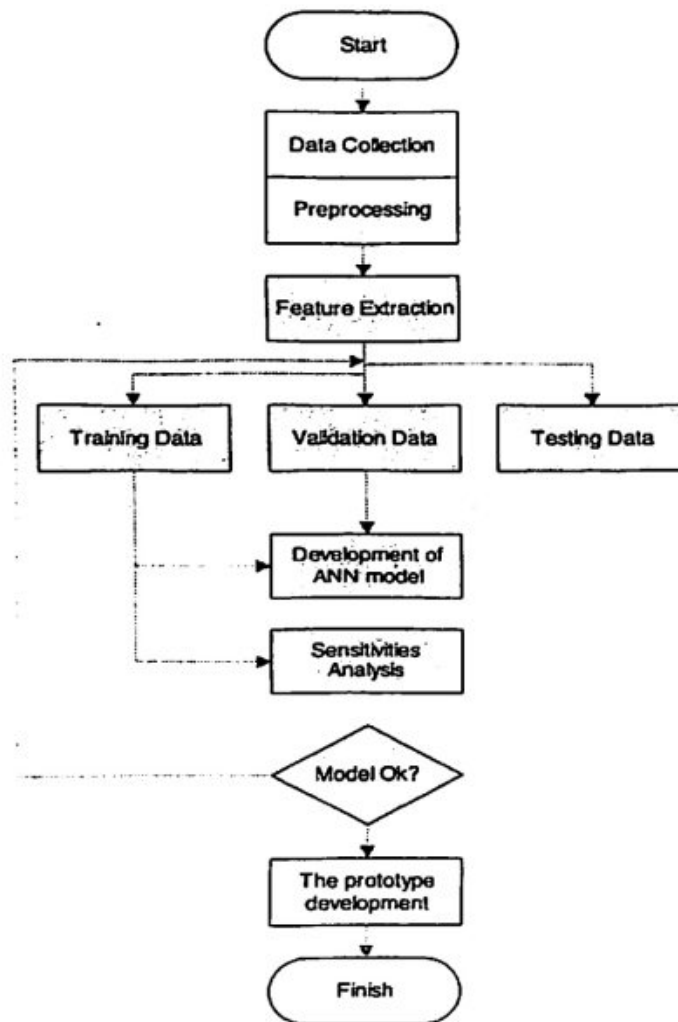 Start
Data Collection
Preprocessing
Feature Extraction
Training Data
Validation Data
Testing Data
Development of
ANN model
Sensitivities
Analysis
Model Ok?
The prototype
development
Finish